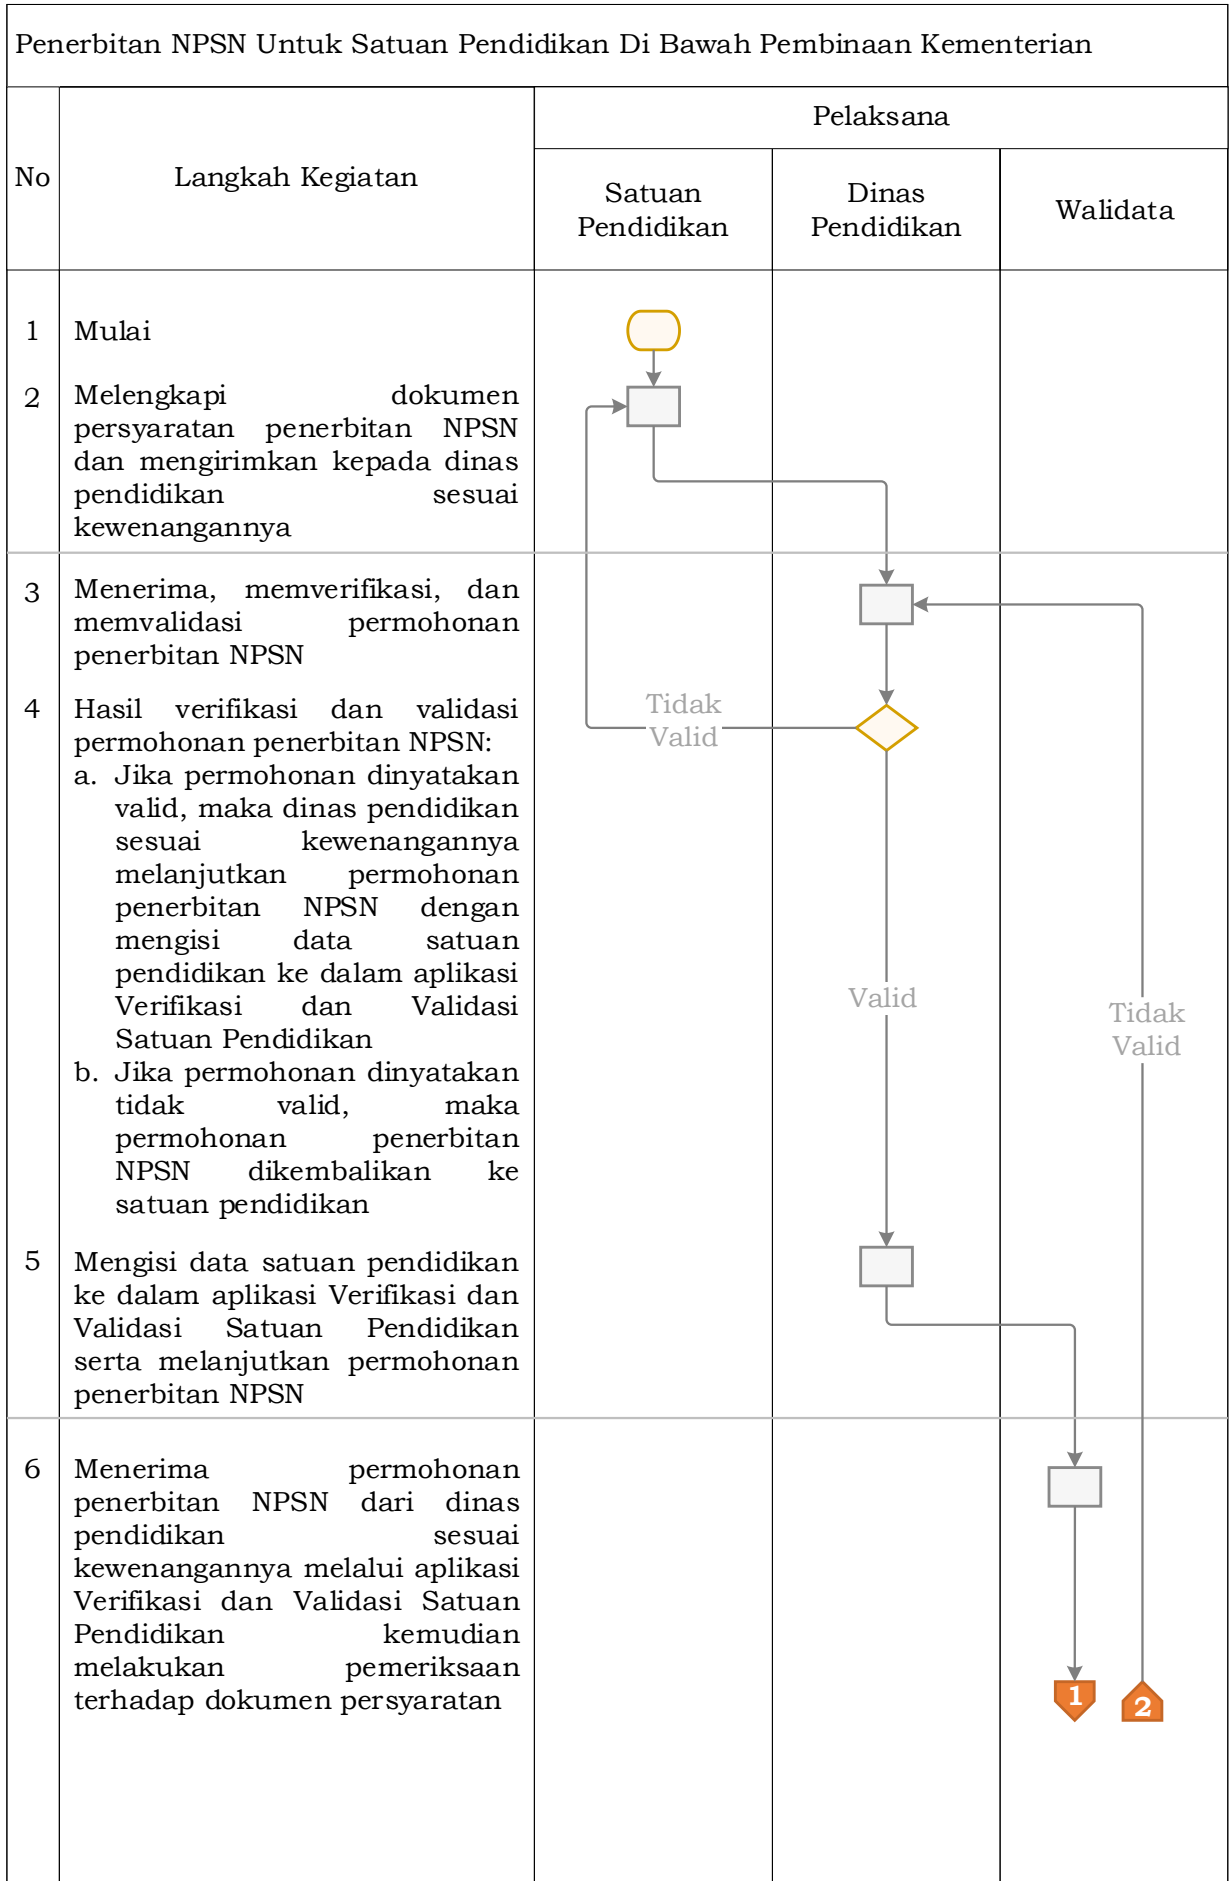 Penerbitan NPSN Untuk Satuan Pendidikan Di Bawah Pembinaan Kementerian
No
Langkah Kegiatan
Pelaksana
Satuan
Pendidikan
Dinas
Pendidikan
Walidata
1
Mulai
2
Melengkapi dokumen
persyaratan penerbitan NPSN
dan mengirimkan kepada dinas
pendidikan sesuai
kewenangannya
3
Menerima, memverifikasi, dan
memvalidasi permohonan
penerbitan NPSN
4
Hasil verifikasi dan validasi
permohonan penerbitan NPSN:
a. Jika permohonan dinyatakan
valid, maka dinas pendidikan
sesuai kewenangannya
melanjutkan permohonan
penerbitan NPSN dengan
mengisi data satuan
pendidikan ke dalam aplikasi
Verifikasi dan Validasi
Satuan Pendidikan
b. Jika permohonan dinyatakan
tidak valid, maka
permohonan penerbitan
NPSN dikembalikan ke
satuan pendidikan
Tidak
Valid
Valid
Tidak
Valid
5
Mengisi data satuan pendidikan
ke dalam aplikasi Verifikasi dan
Validasi Satuan Pendidikan
serta melanjutkan permohonan
penerbitan NPSN
6
Menerima permohonan
penerbitan NPSN dari dinas
pendidikan sesuai
kewenangannya melalui aplikasi
Verifikasi dan Validasi Satuan
Pendidikan kemudian
melakukan pemeriksaan
terhadap dokumen persyaratan
1
2